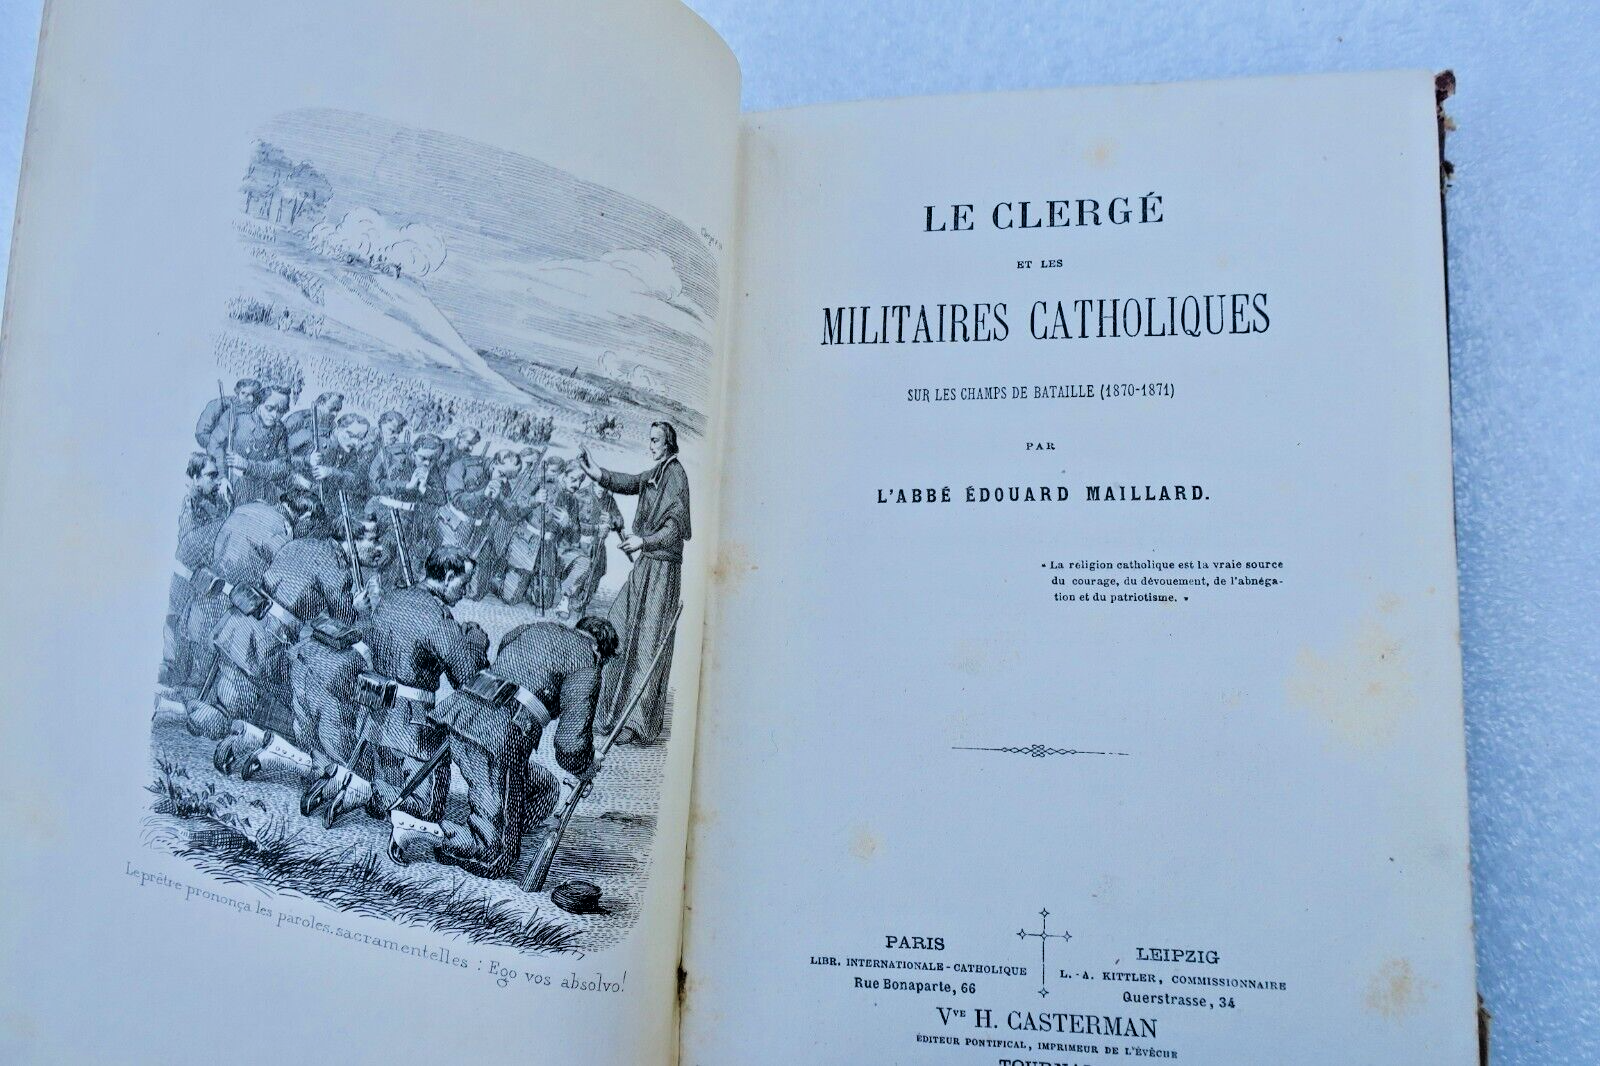 Le prêtre prononça les paroles sacramentelles : Ego vos absolvo!
LE CLERGÉ
ET LES
MILITAIRES CATHOLIQUES
SUR LES CHAMPS DE BATAILLE (1870-1871)
PAR
L'ABBÉ ÉDOUARD MAILLARD.
« La religion catholique est la vraie source
du courage, du dévouement, de l'abnéga-
tion et du patriotisme. »
PARIS
LIBR. INTERNATIONALE-CATHOLIQUE
Rue Bonaparte, 66
LEIPZIG
L.-A. KITTLER, COMMISSIONNAIRE
Querstrasse, 34
Vve H. CASTERMAN
ÉDITEUR PONTIFICAL, IMPRIMEUR DE L'ÉVÊCHÉ